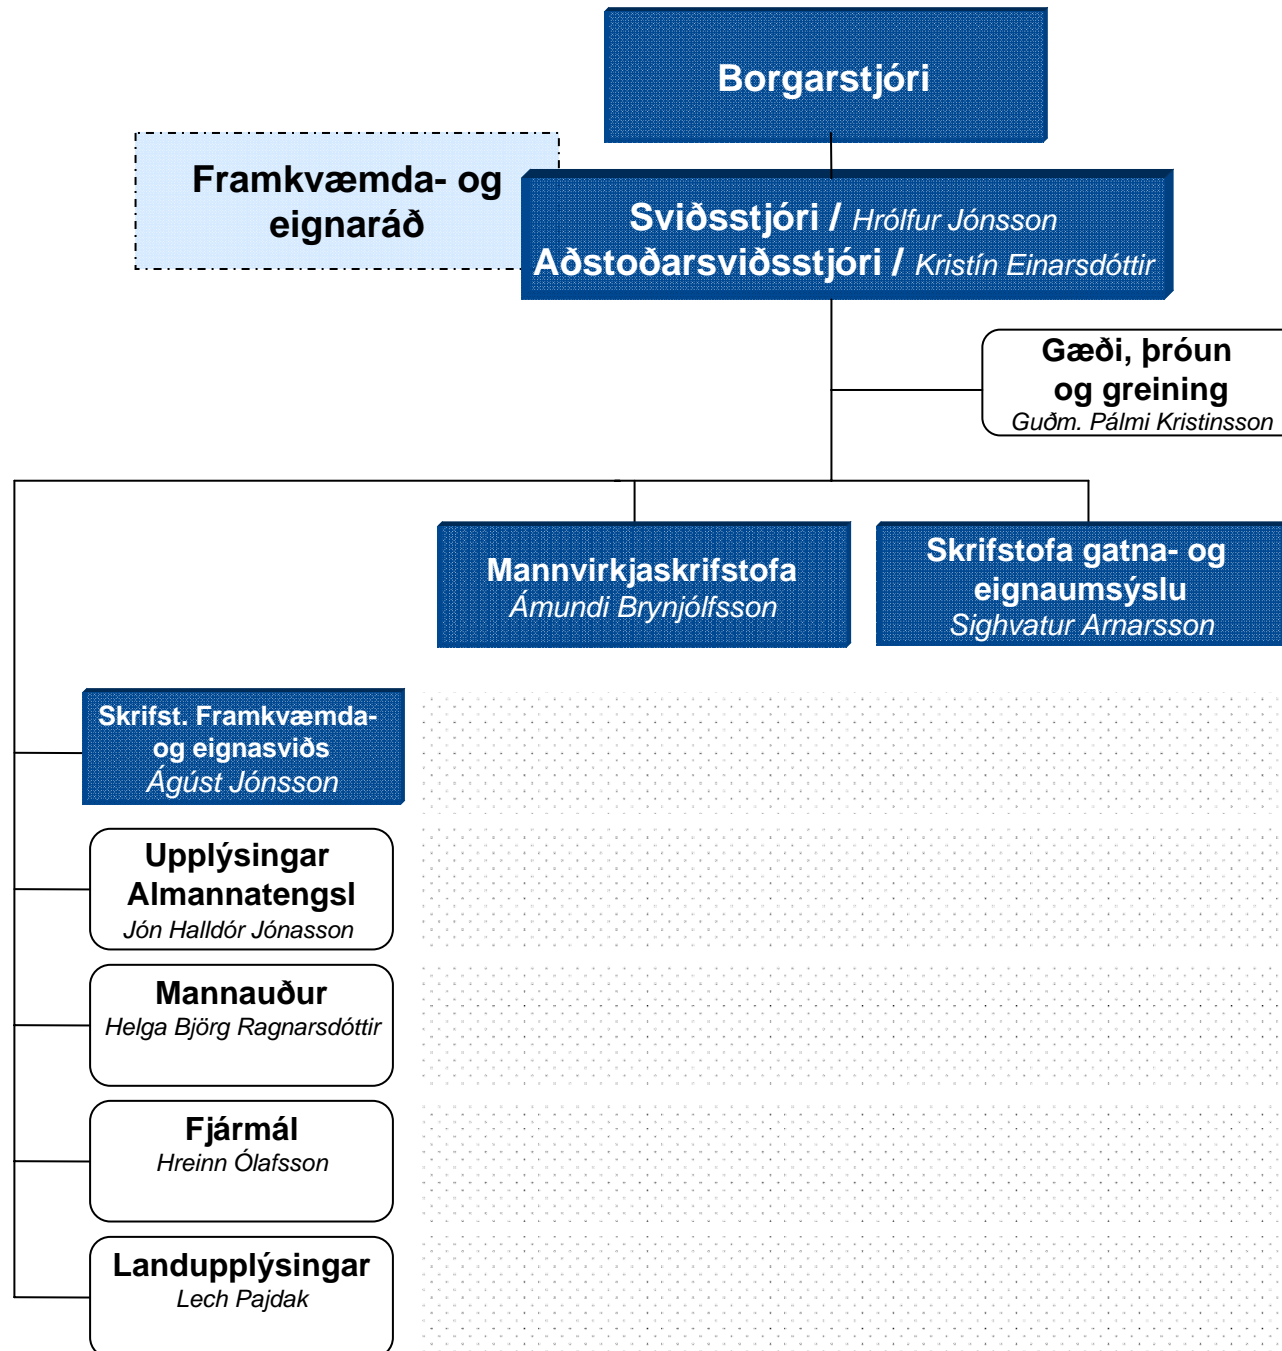 Borgarstjóri
Framkvæmda- og
eignaráð
Sviðsstjóri / Hrólfur Jónsson
Aðstoðarsviðsstjóri / Kristín Einarsdóttir
Gæði, þróun
og greining
Guðm. Pálmi Kristinsson
Mannvirkjaskrifstofa
Ámundi Brynjólfsson
Skrifstofa gatna- og
eignaumsýslu
Sighvatur Arnarsson
Skrifst. Framkvæmda-
og eignasviðs
Ágúst Jónsson
Upplýsingar
Almannatengsl
Jón Halldór Jónasson
Mannauður
Helga Björg Ragnarsdóttir
Fjármál
Hreinn Ólafsson
Landupplýsingar
Lech Pajdak